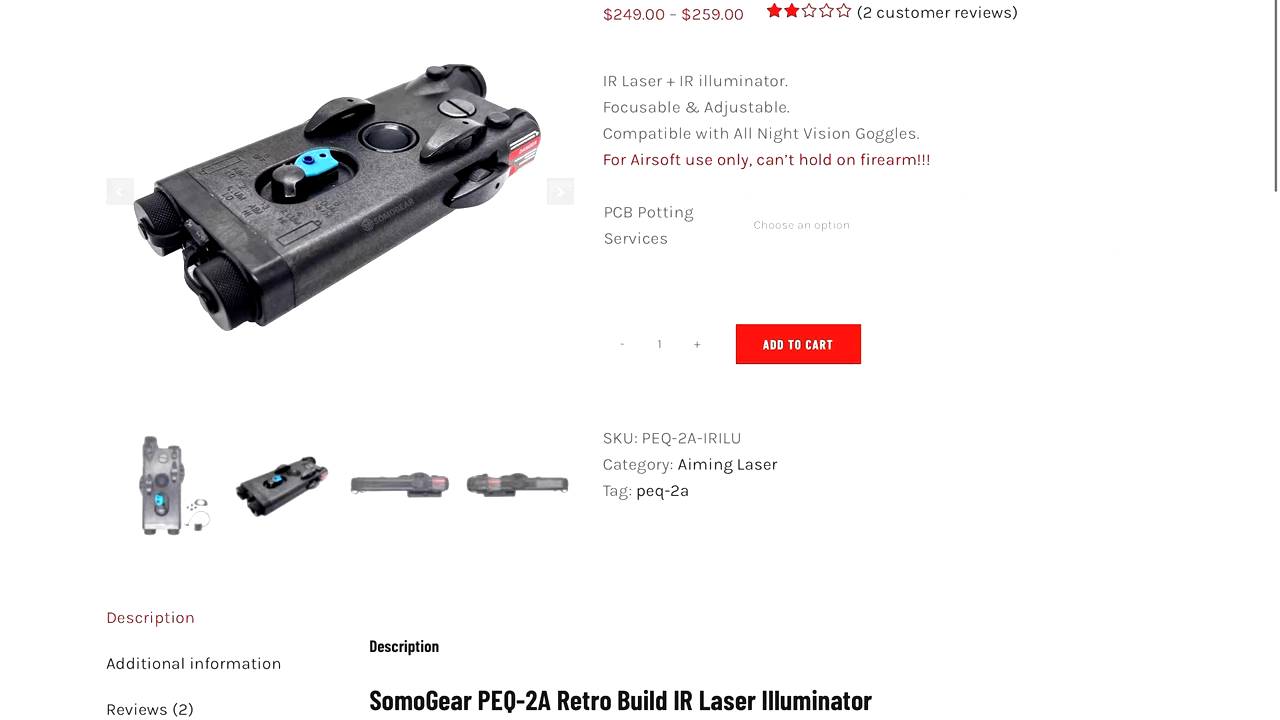 $249.00 – $259.00 (2 customer reviews)
IR Laser + IR illuminator.
Focusable & Adjustable.
Compatible with All Night Vision Goggles.
For Airsoft use only, can’t hold on firearm!!!
PCB Potting
Services
Choose an option
- 1 +
ADD TO CART
SOMOGEAR
SKU: PEQ-2A-IRILU
Category: Aiming Laser
Tag: peq-2a
Description
Additional information
Reviews (2)
Description
SomoGear PEQ-2A Retro Build IR Laser Illuminator